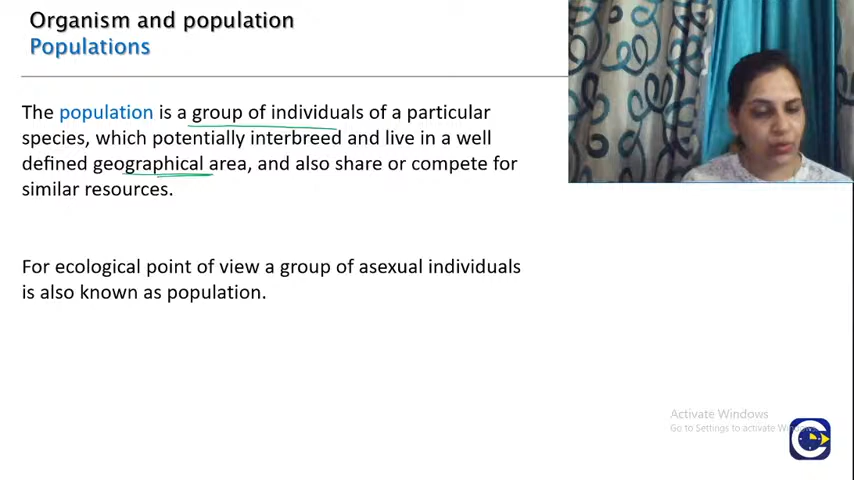 Organism and population
Populations
The population is a group of individuals of a particular
species, which potentially interbreed and live in a well
defined geographical area, and also share or compete for
similar resources.
For ecological point of view a group of asexual individuals
is also known as population.
Activate Windows
Go to Settings to activate Windows.